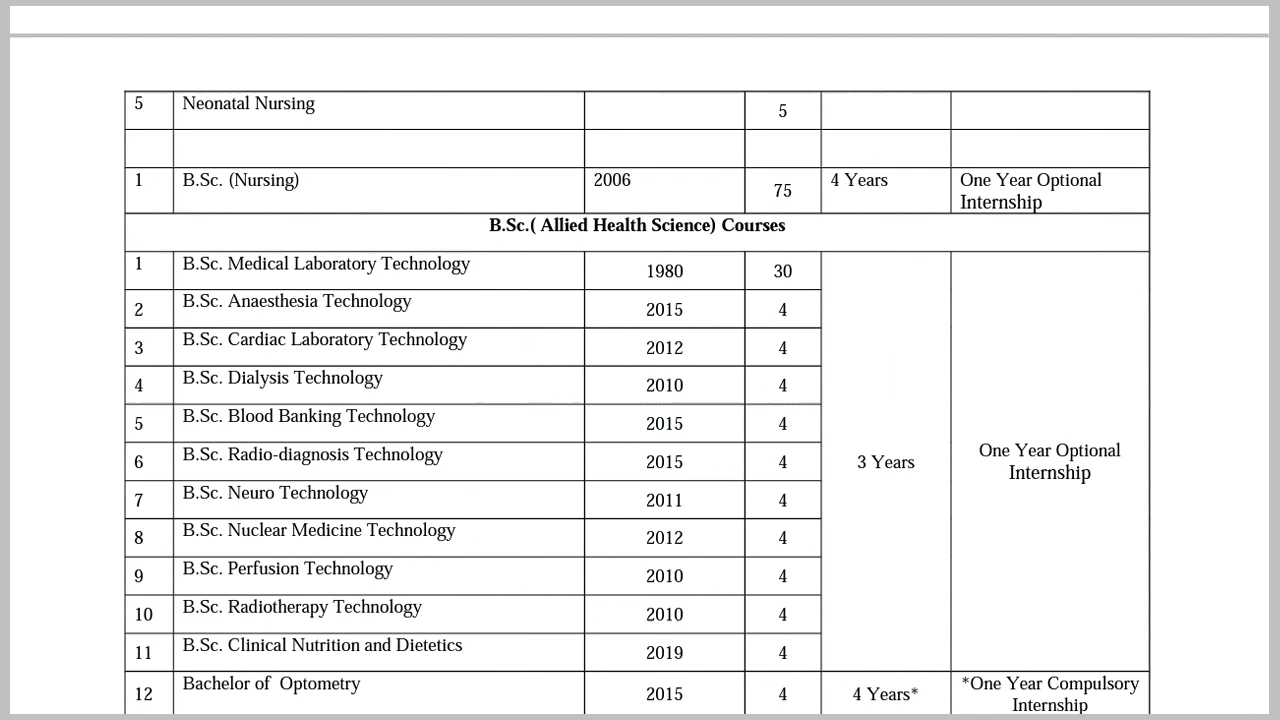 5 Neonatal Nursing 5
1 B.Sc. (Nursing) 2006 75 4 Years One Year Optional
Internship
B.Sc.( Allied Health Science) Courses
1 B.Sc. Medical Laboratory Technology 1980 30
2 B.Sc. Anaesthesia Technology 2015 4
3 B.Sc. Cardiac Laboratory Technology 2012 4
4 B.Sc. Dialysis Technology 2010 4
5 B.Sc. Blood Banking Technology 2015 4
6 B.Sc. Radio-diagnosis Technology 2015 4 3 Years One Year Optional
Internship
7 B.Sc. Neuro Technology 2011 4
8 B.Sc. Nuclear Medicine Technology 2012 4
9 B.Sc. Perfusion Technology 2010 4
10 B.Sc. Radiotherapy Technology 2010 4
11 B.Sc. Clinical Nutrition and Dietetics 2019 4
12 Bachelor of Optometry 2015 4 4 Years* *One Year Compulsory
Internship